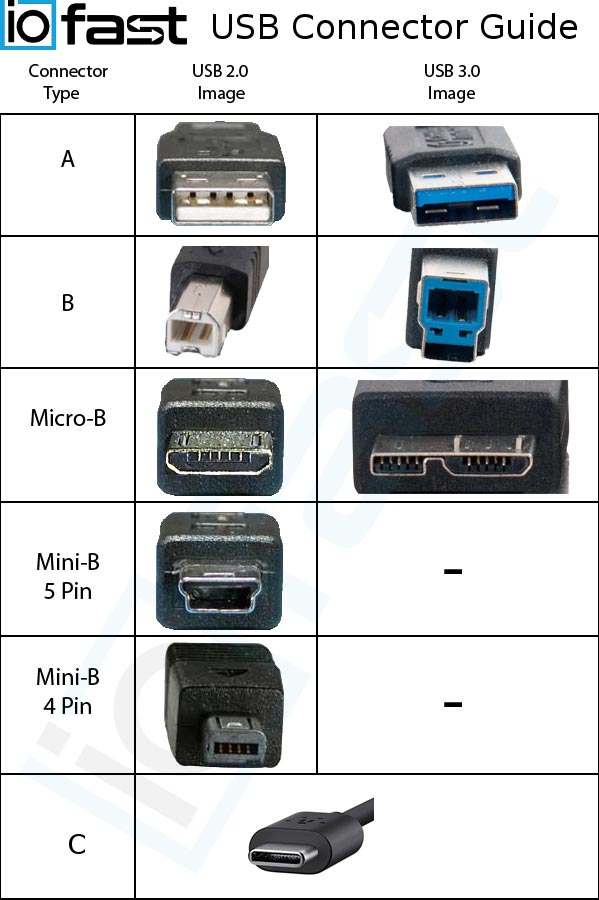 iofast USB Connector Guide
Connector Type
USB 2.0 Image
USB 3.0 Image
A
B
Micro-B
Mini-B
5 Pin
–
Mini-B
4 Pin
–
C
iofast